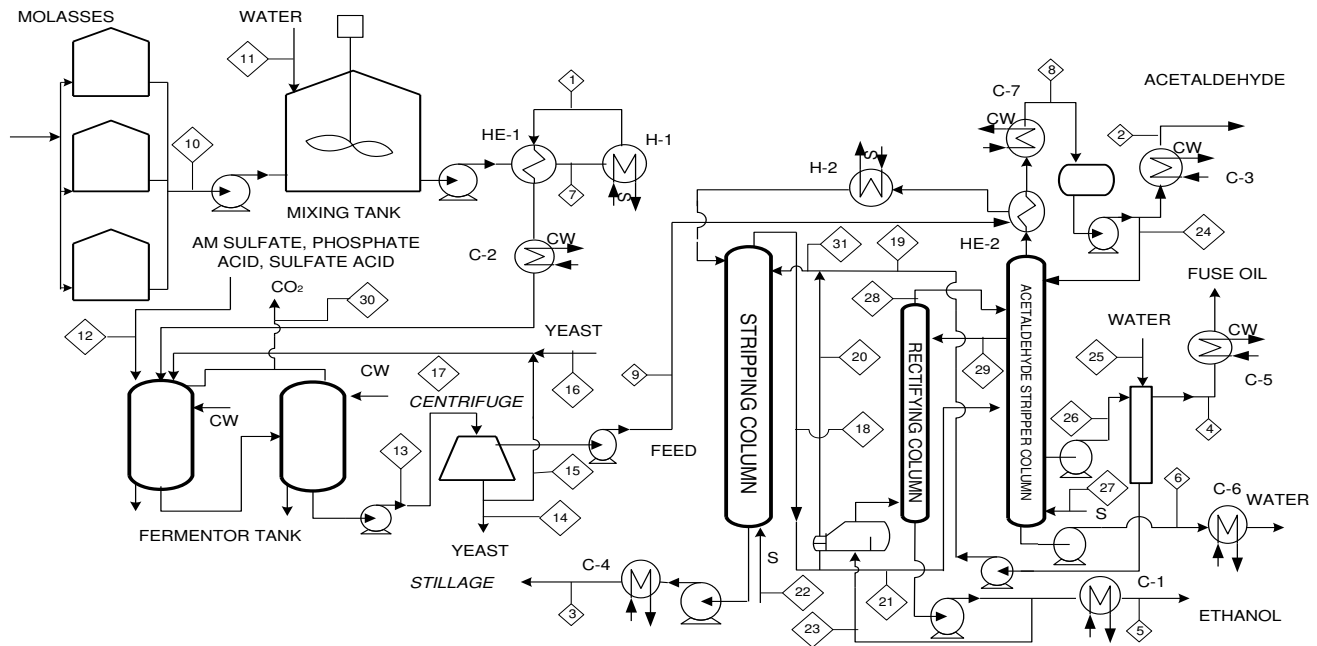 MOLASSES
WATER
11
1
8
C-7
ACETALDEHYDE
HE-1
H-1
CW
2
CW
10
H-2
S
C-3
7
S
MIXING TANK
AM SULFATE, PHOSPHATE
ACID, SULFATE ACID
C-2
CW
HE-2
24
31
19
CO₂
30
28
FUSE OIL
12
YEAST
WATER
CW
20
25
C-5
17
16
9
29
CW
CENTRIFUGE
CW
STRIPPING COLUMN
RECTIFYING COLUMN
ACETALDEHYDE STRIPPER COLUMN
18
26
4
13
FEED
15
27
6
C-6
WATER
14
S
FERMENTOR TANK
YEAST
S
STILLAGE
C-4
C-1
3
22
21
23
5
ETHANOL